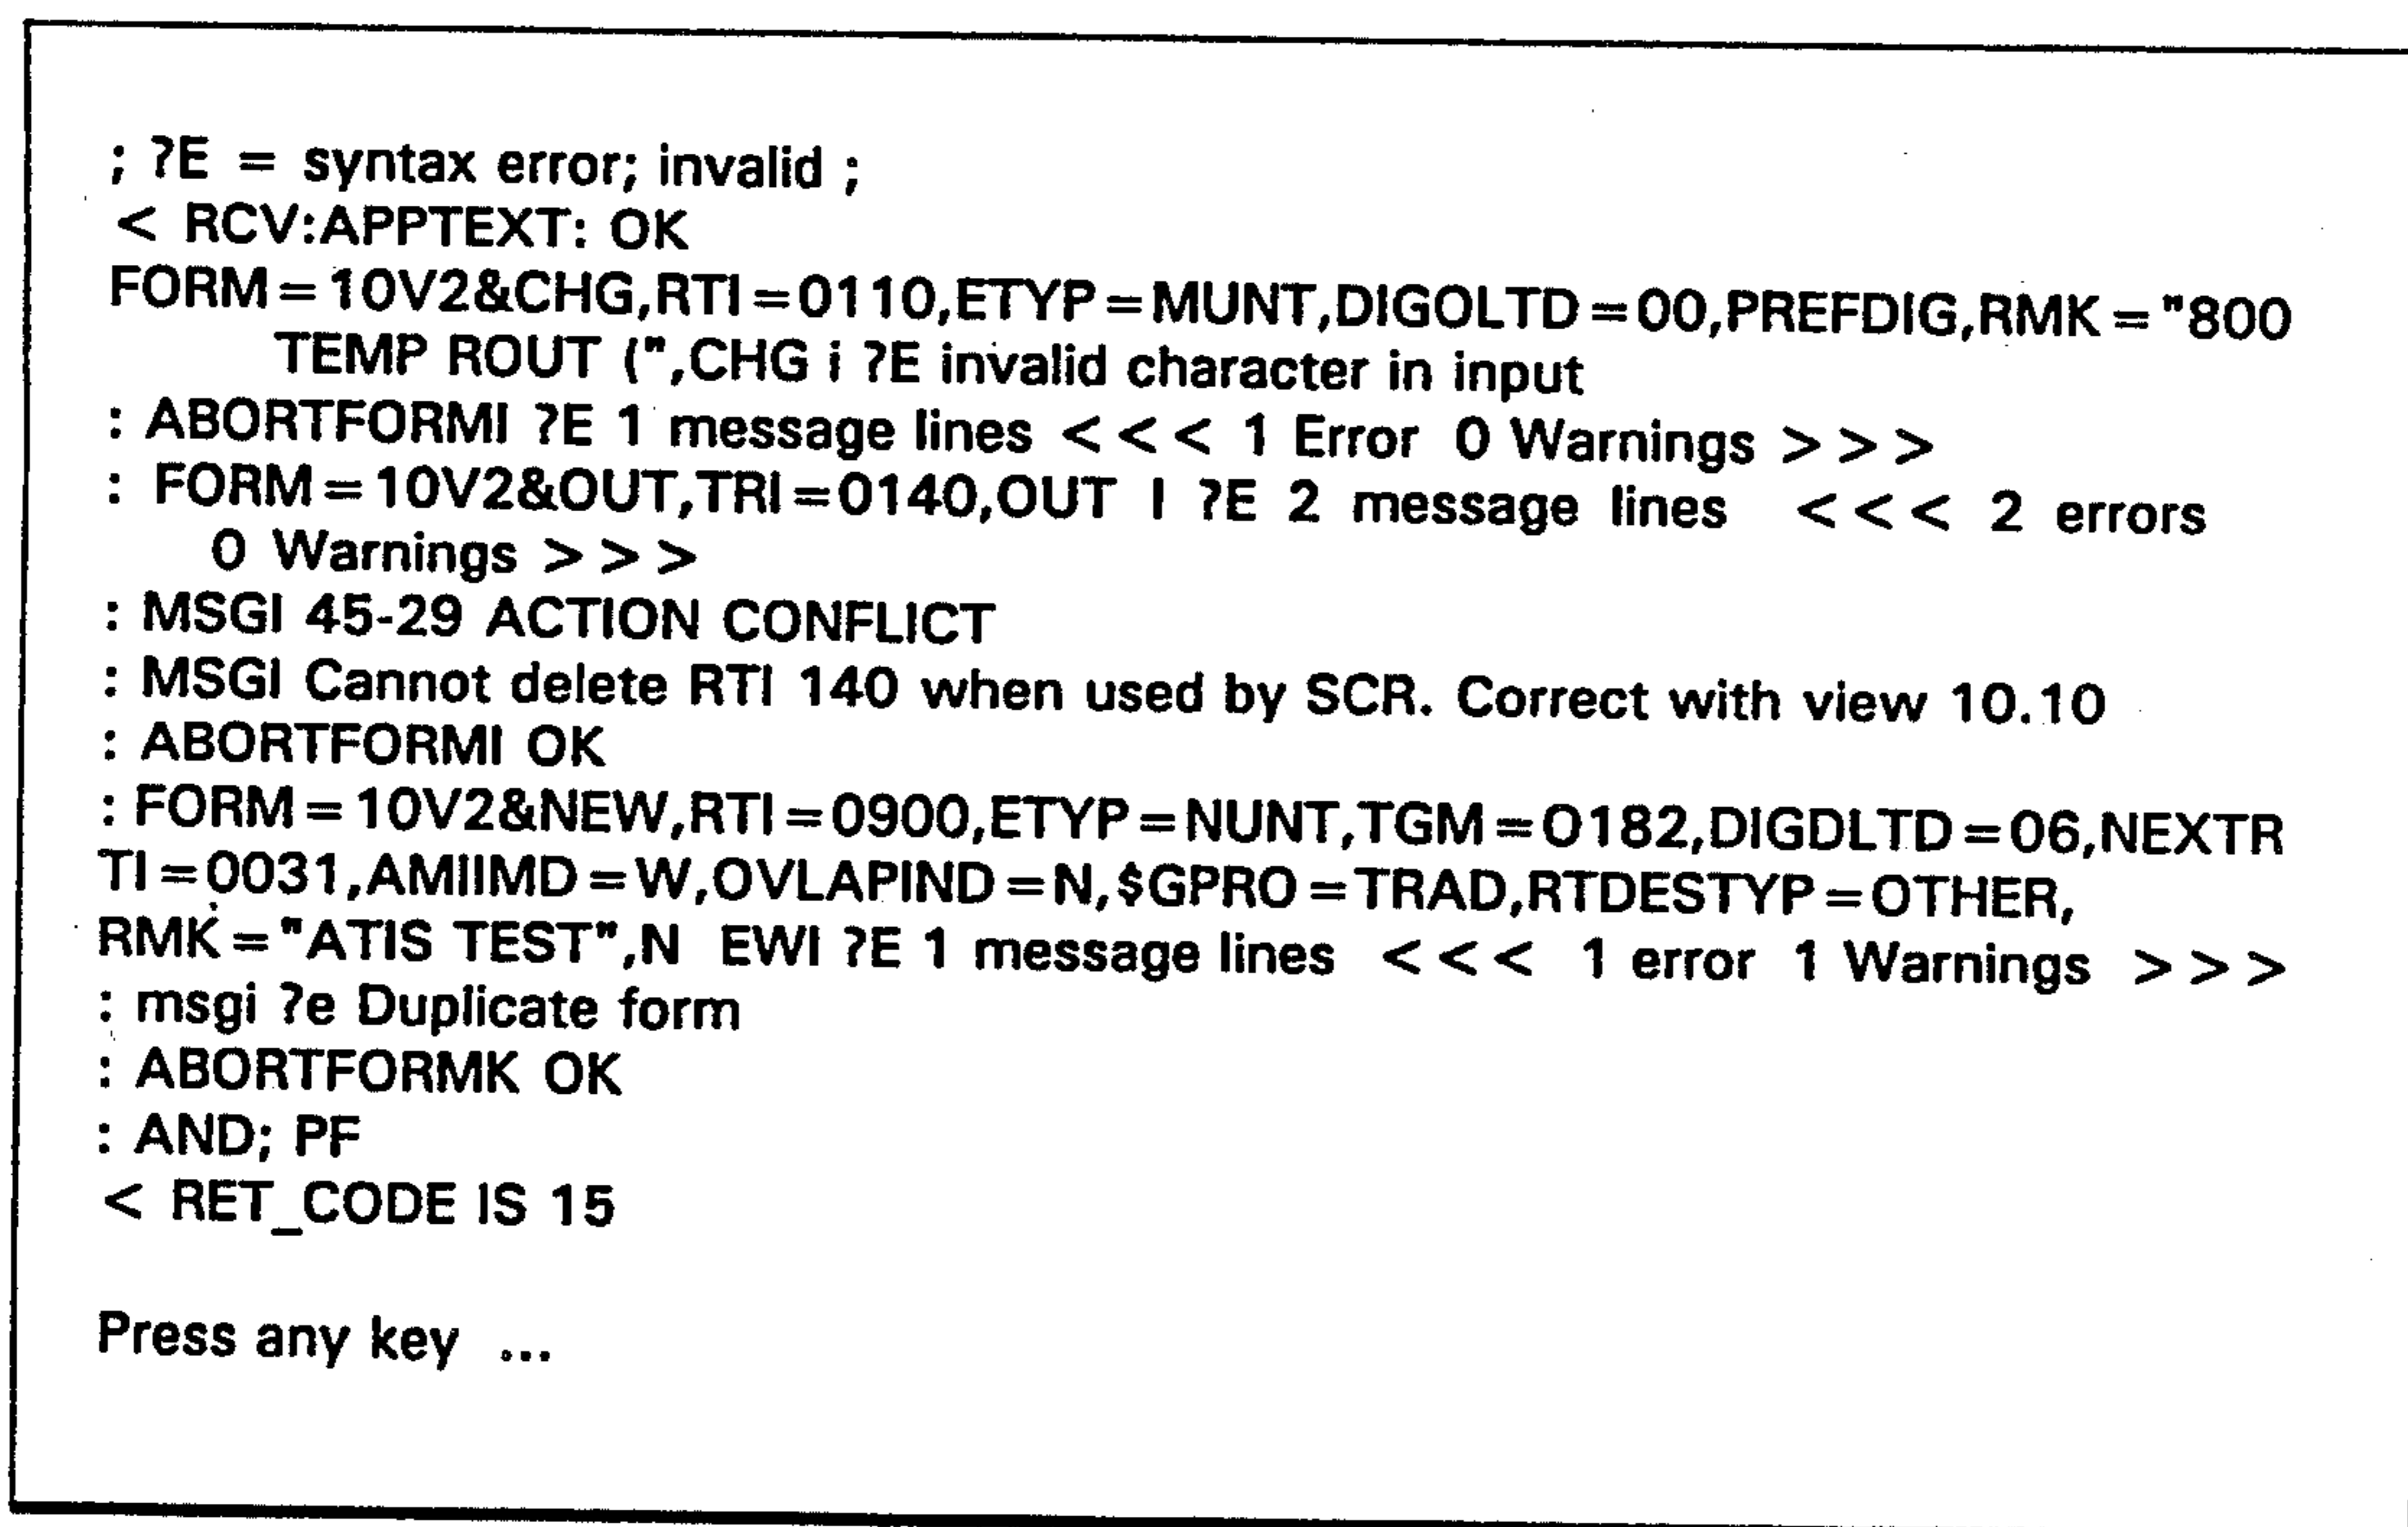 ; ?E = syntax error; invalid ;
< RCV:APPTEXT: OK
FORM=10V2&CHG,RTI=0110,ETYP=MUNT,DIGOLTD=00,PREFDIG,RMK="800
TEMP ROUT (",CHG i ?E invalid character in input
: ABORTFORMI ?E 1 message lines <<< 1 Error 0 Warnings >>>
: FORM=10V2&OUT,TRI=0140,OUT I ?E 2 message lines <<< 2 errors
0 Warnings >>>
: MSGI 45-29 ACTION CONFLICT
: MSGI Cannot delete RTI 140 when used by SCR. Correct with view 10.10
: ABORTFORMI OK
: FORM=10V2&NEW,RTI=0900,ETYP=NUNT,TGM=O182,DIGDLTD=06,NEXTR
TI=0031,AMIIMD=W,OVLAPIND=N,$GPRO=TRAD,RTDESTYP=OTHER,
RMK="ATIS TEST",N EWI ?E 1 message lines <<< 1 error 1 Warnings >>>
: msgi ?e Duplicate form
: ABORTFORMK OK
: AND; PF
< RET_CODE IS 15
Press any key ...